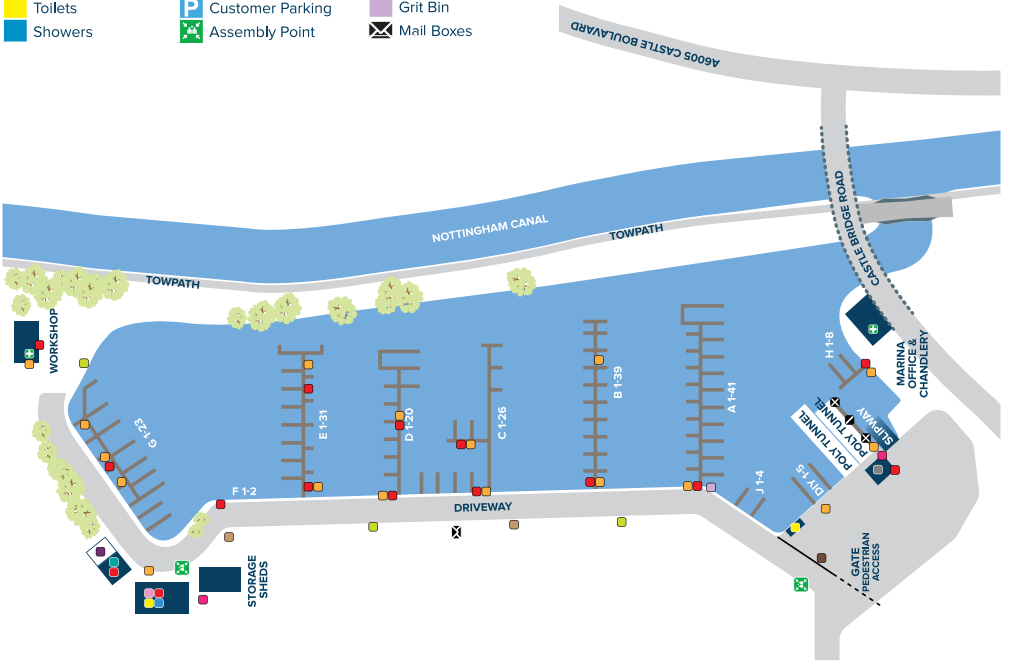 Toilets
P Customer Parking
Grit Bin
Showers
Assembly Point
Mail Boxes
A6005 CASTLE BOULAVARD
CASTLE BRIDGE ROAD
NOTTINGHAM CANAL
TOWPATH
TOWPATH
WORKSHOP
MARINA
OFFICE &
CHANDLERY
H 1-8
G 1-23
E 1-31
D 1-20
C 1-26
B 1-39
A 1-41
SLIPWAY
POLY TUNNEL
POLY TUNNEL
J 1-4
DIY 1-5
F 1-2
DRIVEWAY
STORAGE
SHEDS
GATE
PEDESTRIAN
ACCESS